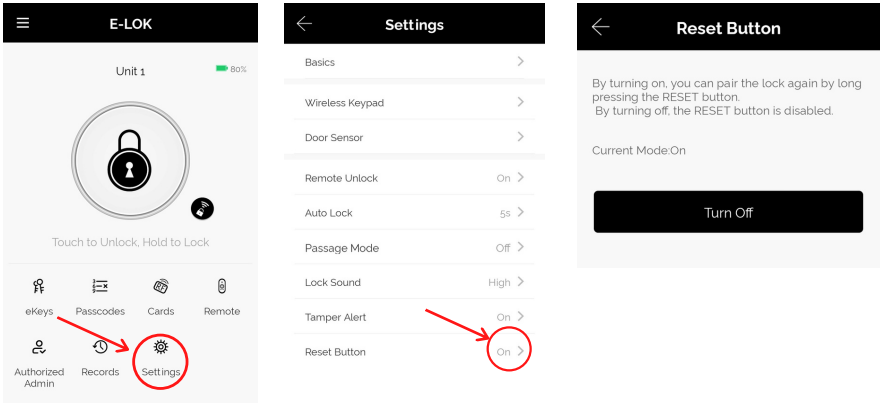 E-LOK
Unit 1
80%
Touch to Unlock, Hold to Lock
eKeys Passcodes Cards Remote
Authorized Admin Records Settings
Settings
Basics
Wireless Keypad
Door Sensor
Remote Unlock On
Auto Lock 5s
Passage Mode Off
Lock Sound High
Tamper Alert On
Reset Button On
Reset Button
By turning on, you can pair the lock again by long
pressing the RESET button.
By turning off, the RESET button is disabled.
Current Mode:On
Turn Off